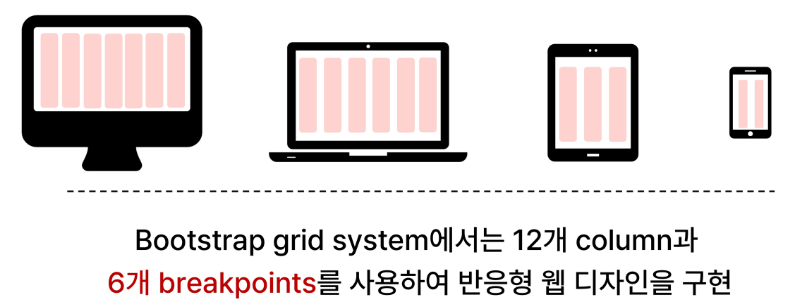 Bootstrap grid system에서는 12개 column과
6개 breakpoints를 사용하여 반응형 웹 디자인을 구현